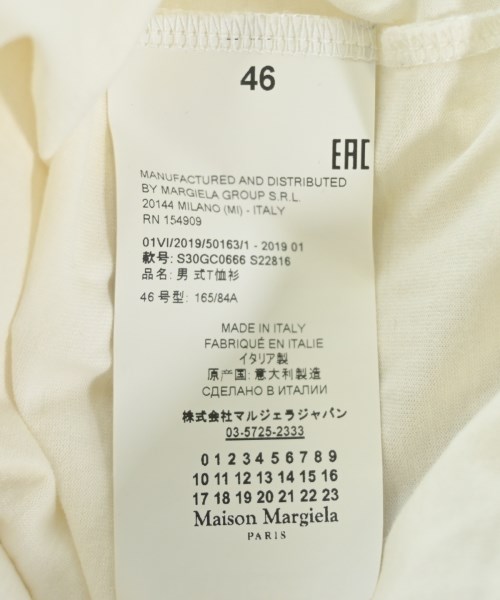 46
EAC
MANUFACTURED AND DISTRIBUTED
BY MARGIELA GROUP S.R.L.
20144 MILANO (MI) - ITALY
RN 154909
01VI/2019/50163/1 - 2019 01
款号: S30GC0666 S22816
品名: 男 式T恤衫
46 号型: 165/84A
MADE IN ITALY
FABRIQUÉ EN ITALIE
イタリア製
原产国: 意大利製造
СДЕЛАНО В ИТАЛИИ
株式会社マルジェラジャパン
03-5725-2333
0 1 2 3 4 5 6 7 8 9
10 11 12 13 14 15 16
17 18 19 20 21 22 23
Maison Margiela
PARIS